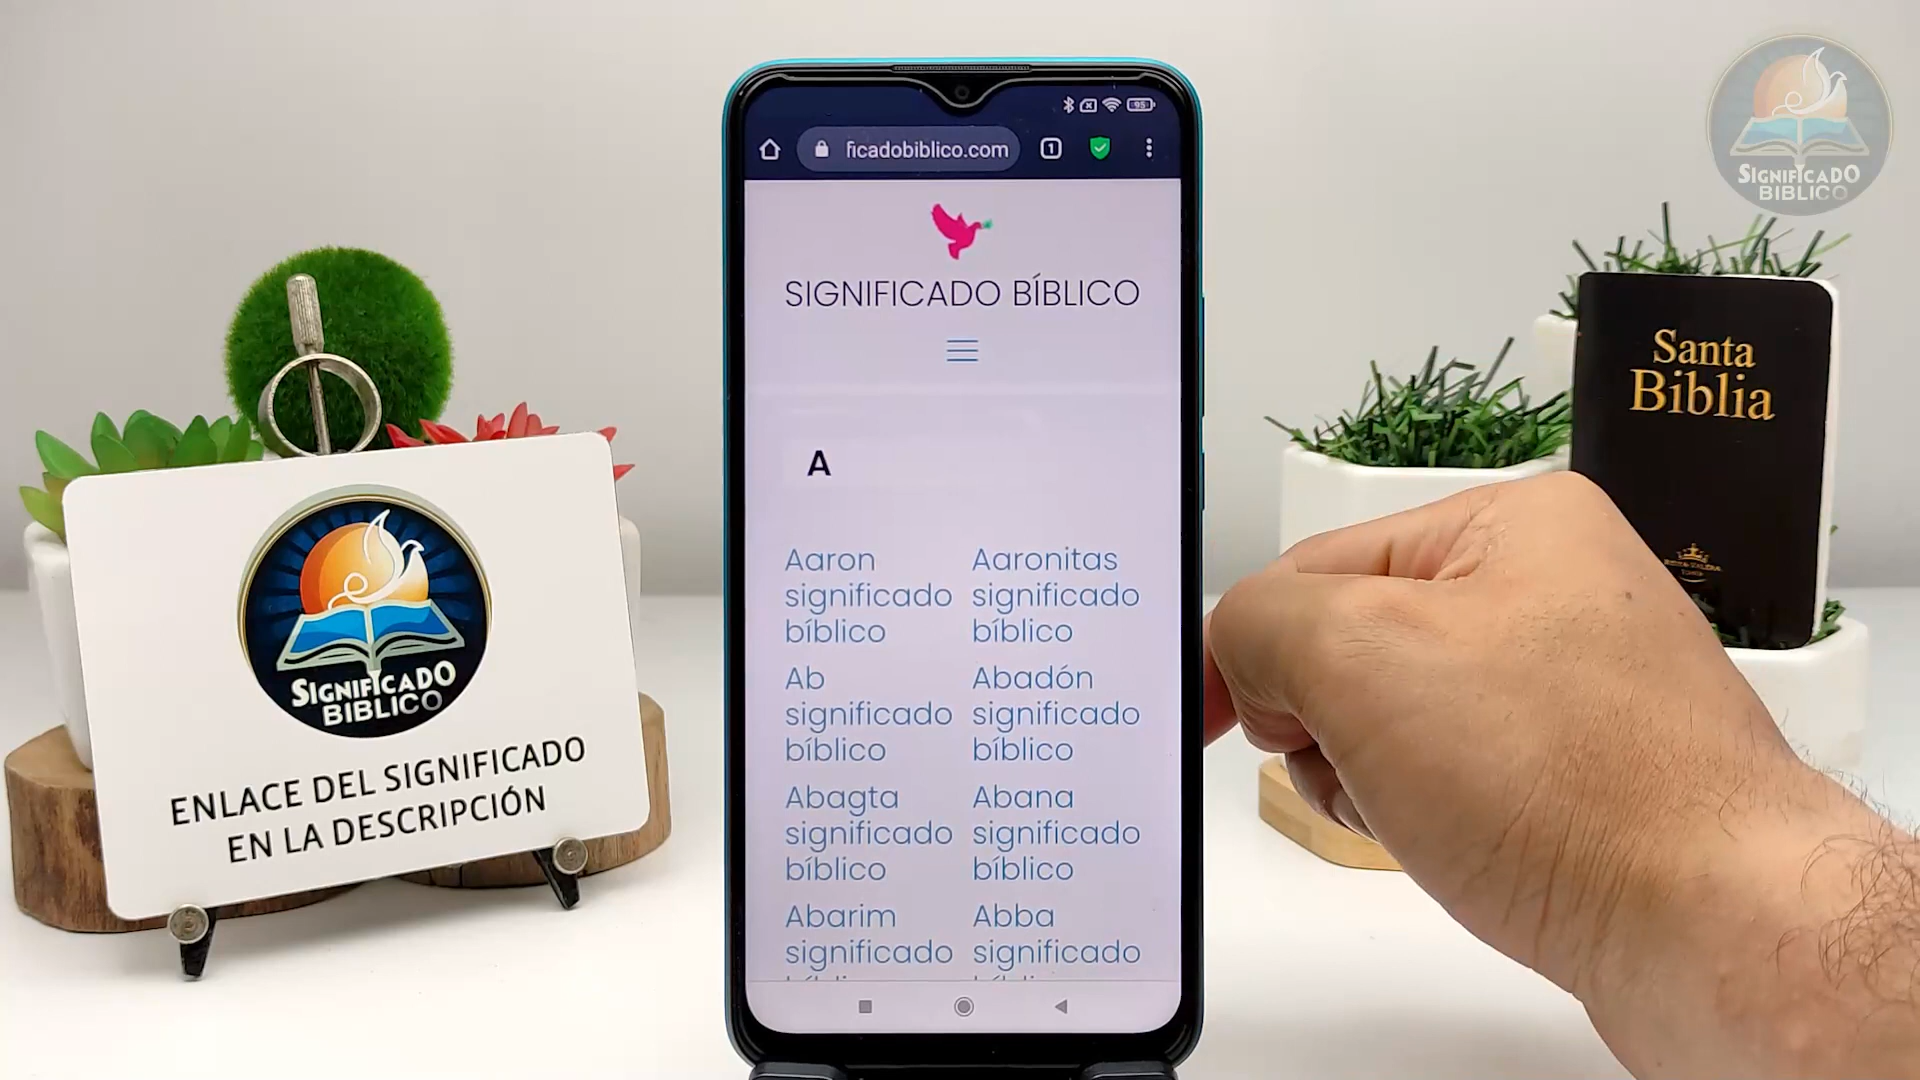 SIGNIFICADO
BIBLICO
ENLACE DEL SIGNIFICADO
EN LA DESCRIPCIÓN
95
ficadobiblico.com
1
SIGNIFICADO BÍBLICO
A
Aaron
significado
bíblico
Aaronitas
significado
bíblico
Ab
significado
bíblico
Abadón
significado
bíblico
Abagta
significado
bíblico
Abana
significado
bíblico
Abarim
significado
Abba
significado
SIGNIFICADO
BIBLICO
Santa
Biblia